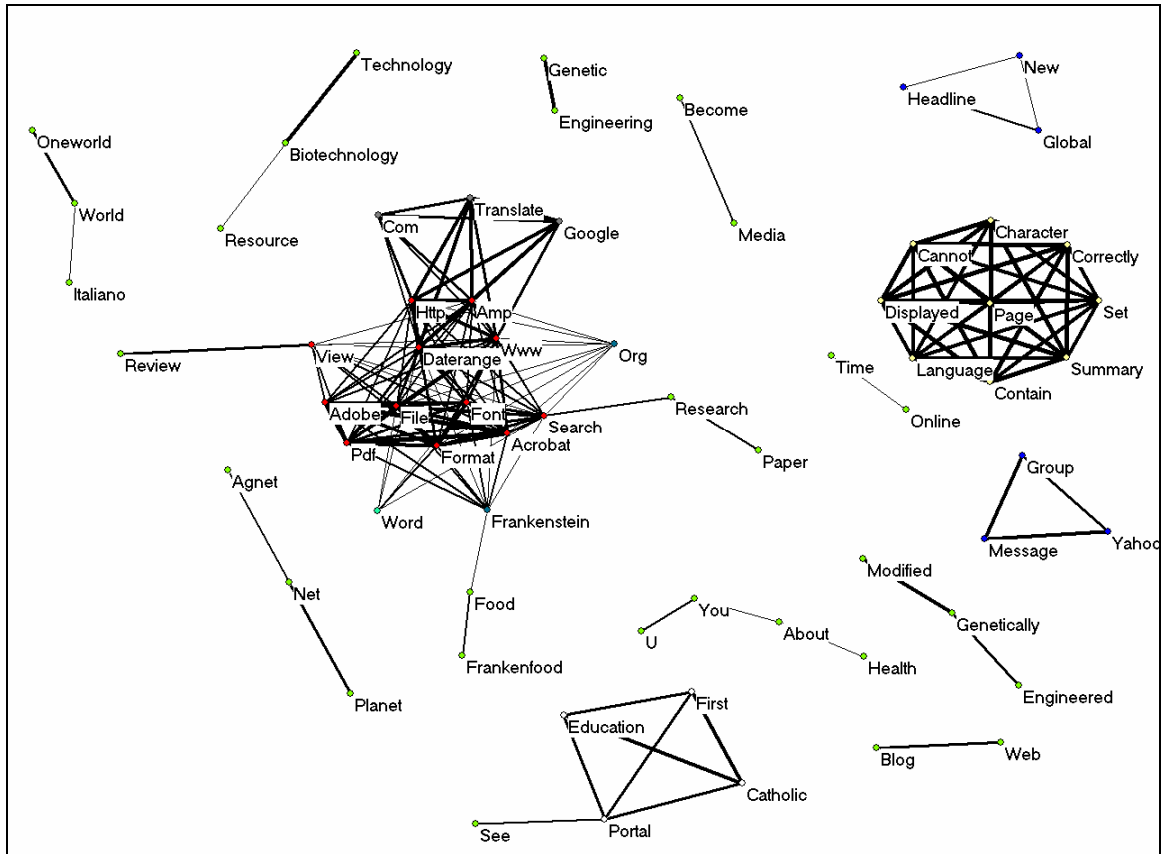 Technology
Genetic
New
Headline
Become
Engineering
Oneworld
Global
Biotechnology
World
Translate
Com
Google
Character
Resource
Media
Cannot
Correctly
Italiano
Http
Amp
Displayed
Page
Set
Www
Org
View
Daterange
Review
Time
Language
Summary
Contain
Adobe
File
Font
Search
Research
Online
Pdf
Format
Acrobat
Paper
Group
Agnet
Word
Frankenstein
Message
Yahoo
Modified
Net
Food
You
Genetically
U
About
Frankenfood
Health
Planet
First
Engineered
Education
Blog
Web
Catholic
See
Portal